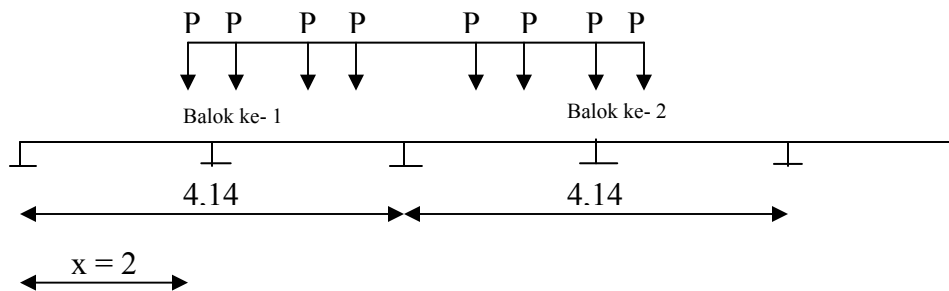 P P P P P P P P
Balok ke- 1 Balok ke- 2
4,14 4,14
x = 2